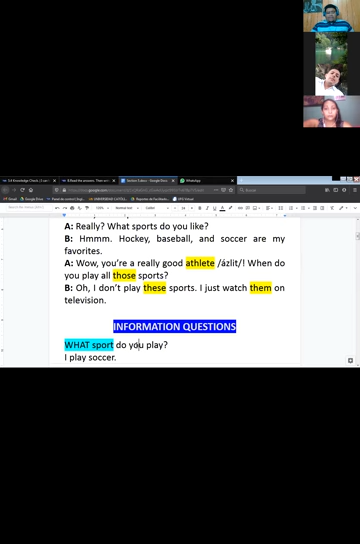 A: Really? What sports do you like?
B: Hmmm. Hockey, baseball, and soccer are my
favorites.
A: Wow, you're a really good athlete /ázlit/! When do
you play all those sports?
B: Oh, I don't play these sports. I just watch them on
television.
INFORMATION QUESTIONS
WHAT sport do you play?
I play soccer.